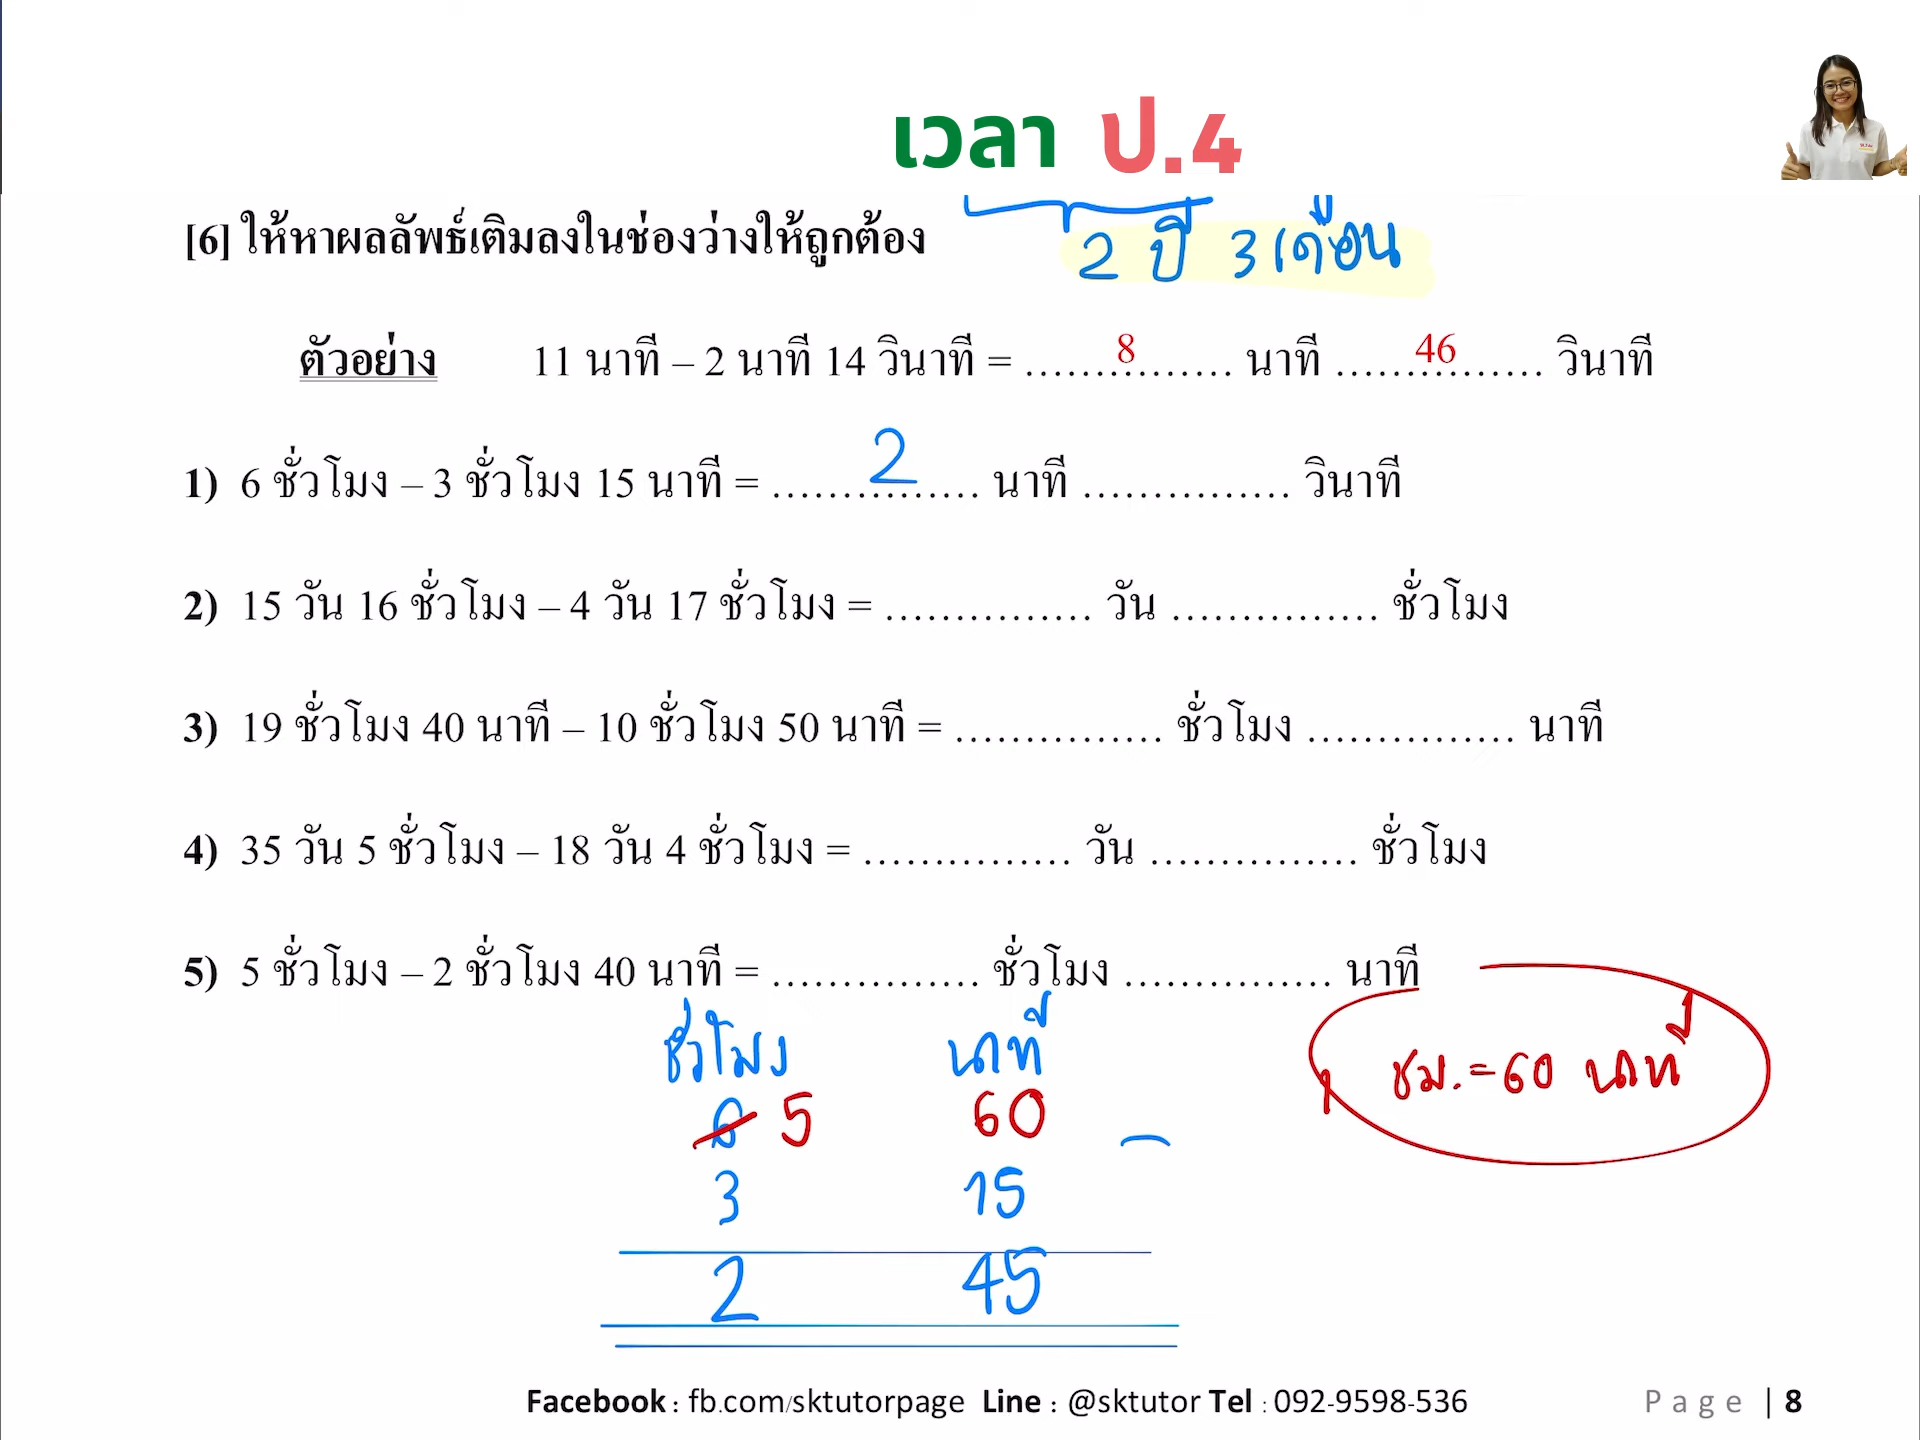 เวลา ป.4
[6] ให้หาผลลัพธ์เติมลงในช่องว่างให้ถูกต้อง
2 ปี 3 เดือน
ตัวอย่าง 11 นาที – 2 นาที 14 วินาที = ......8........ นาที ......46........ วินาที
1) 6 ชั่วโมง – 3 ชั่วโมง 15 นาที = .......2........ นาที ............... วินาที
2) 15 วัน 16 ชั่วโมง – 4 วัน 17 ชั่วโมง = ............... วัน ............... ชั่วโมง
3) 19 ชั่วโมง 40 นาที – 10 ชั่วโมง 50 นาที = ............... ชั่วโมง ............... นาที
4) 35 วัน 5 ชั่วโมง – 18 วัน 4 ชั่วโมง = ............... วัน ............... ชั่วโมง
5) 5 ชั่วโมง – 2 ชั่วโมง 40 นาที = ............... ชั่วโมง ............... นาที
ชั่วโมง นาที
6 5 60 –
1 ชม. = 60 นาที
3 15
2 45
Facebook : fb.com/sktutorpage Line : @sktutor Tel : 092-9598-536
Page | 8